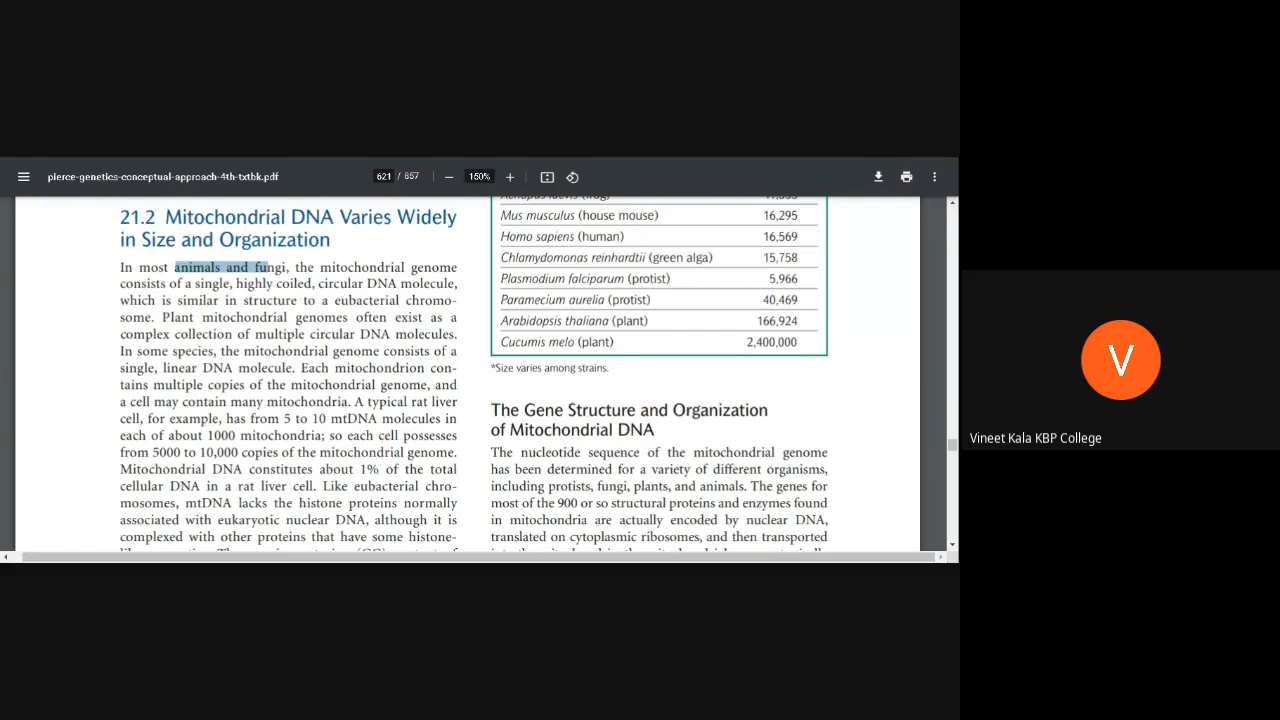 pierce-genetics-conceptual-approach-4th-txtbk.pdf
621 / 857
150%
21.2 Mitochondrial DNA Varies Widely
in Size and Organization
In most animals and fungi, the mitochondrial genome
consists of a single, highly coiled, circular DNA molecule,
which is similar in structure to a eubacterial chromo-
some. Plant mitochondrial genomes often exist as a
complex collection of multiple circular DNA molecules.
In some species, the mitochondrial genome consists of a
single, linear DNA molecule. Each mitochondrion con-
tains multiple copies of the mitochondrial genome, and
a cell may contain many mitochondria. A typical rat liver
cell, for example, has from 5 to 10 mtDNA molecules in
each of about 1000 mitochondria; so each cell possesses
from 5000 to 10,000 copies of the mitochondrial genome.
Mitochondrial DNA constitutes about 1% of the total
cellular DNA in a rat liver cell. Like eubacterial chro-
mosomes, mtDNA lacks the histone proteins normally
associated with eukaryotic nuclear DNA, although it is
complexed with other proteins that have some histone-
Mus musculus (house mouse) 16,295
Homo sapiens (human) 16,569
Chlamydomonas reinhardtii (green alga) 15,758
Plasmodium falciparum (protist) 5,966
Paramecium aurelia (protist) 40,469
Arabidopsis thaliana (plant) 166,924
Cucumis melo (plant) 2,400,000
*Size varies among strains.
The Gene Structure and Organization
of Mitochondrial DNA
The nucleotide sequence of the mitochondrial genome
has been determined for a variety of different organisms,
including protists, fungi, plants, and animals. The genes for
most of the 900 or so structural proteins and enzymes found
in mitochondria are actually encoded by nuclear DNA,
translated on cytoplasmic ribosomes, and then transported
V
Vineet Kala KBP College